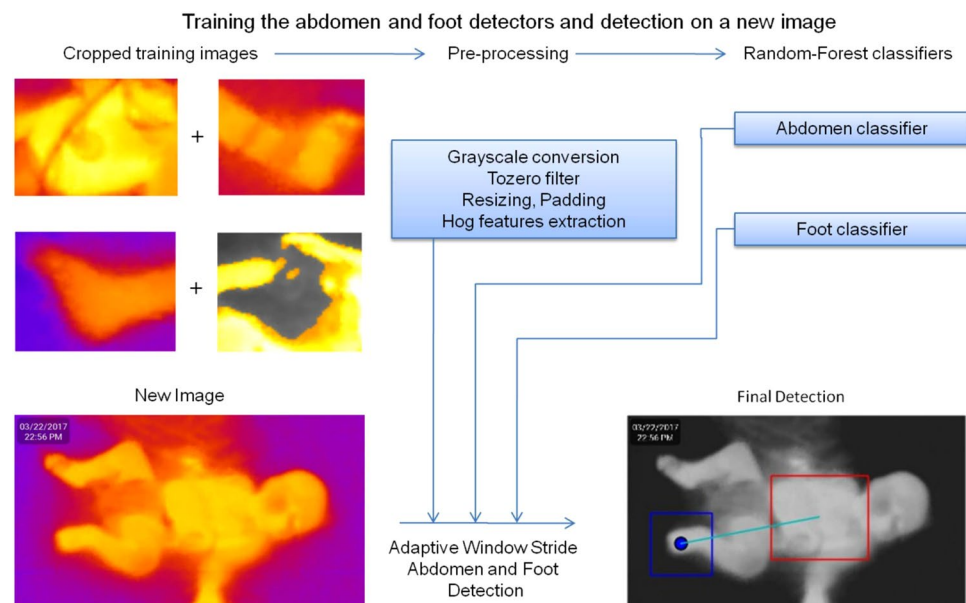 Training the abdomen and foot detectors and detection on a new image
Cropped training images
Pre-processing
Random-Forest classifiers
+
Grayscale conversion
Tozero filter
Resizing, Padding
Hog features extraction
Abdomen classifier
Foot classifier
+
New Image
03/22/2017
22:56 PM
Adaptive Window Stride
Abdomen and Foot
Detection
Final Detection
03/22/2017
22:56 PM